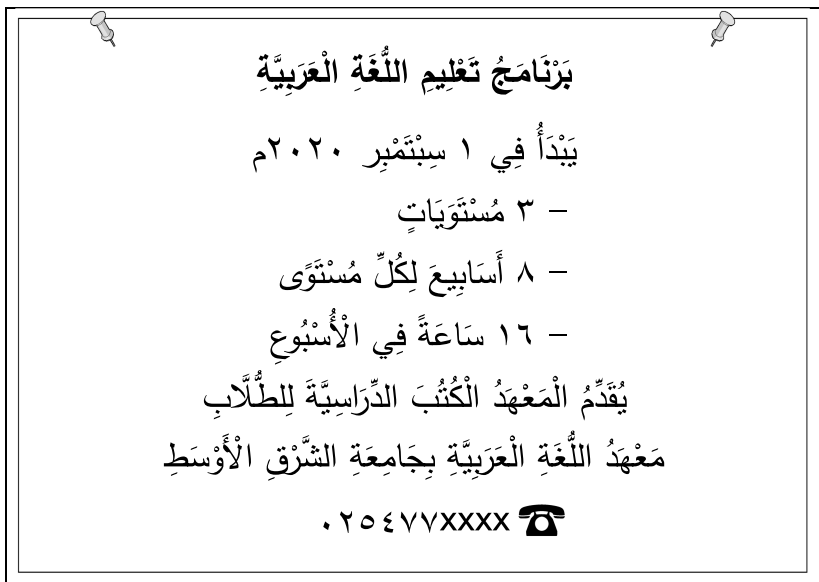 بَرْنَامَجُ تَعْلِيمِ اللُّغَةِ الْعَرَبِيَّةِ
يَبْدَأُ فِي ١ سِبْتَمْبِر ٢٠٢٠م
– ٣ مُسْتَوَيَاتٍ
– ٨ أَسَابِيعَ لِكُلِّ مُسْتَوًى
– ١٦ سَاعَةً فِي الْأُسْبُوعِ
يُقَدِّمُ الْمَعْهَدُ الْكُتُبَ الدِّرَاسِيَّةَ لِلطُّلَّابِ
مَعْهَدُ اللُّغَةِ الْعَرَبِيَّةِ بِجَامِعَةِ الشَّرْقِ الْأَوْسَطِ
☎ ٠٢٥٤٧٧xxxx